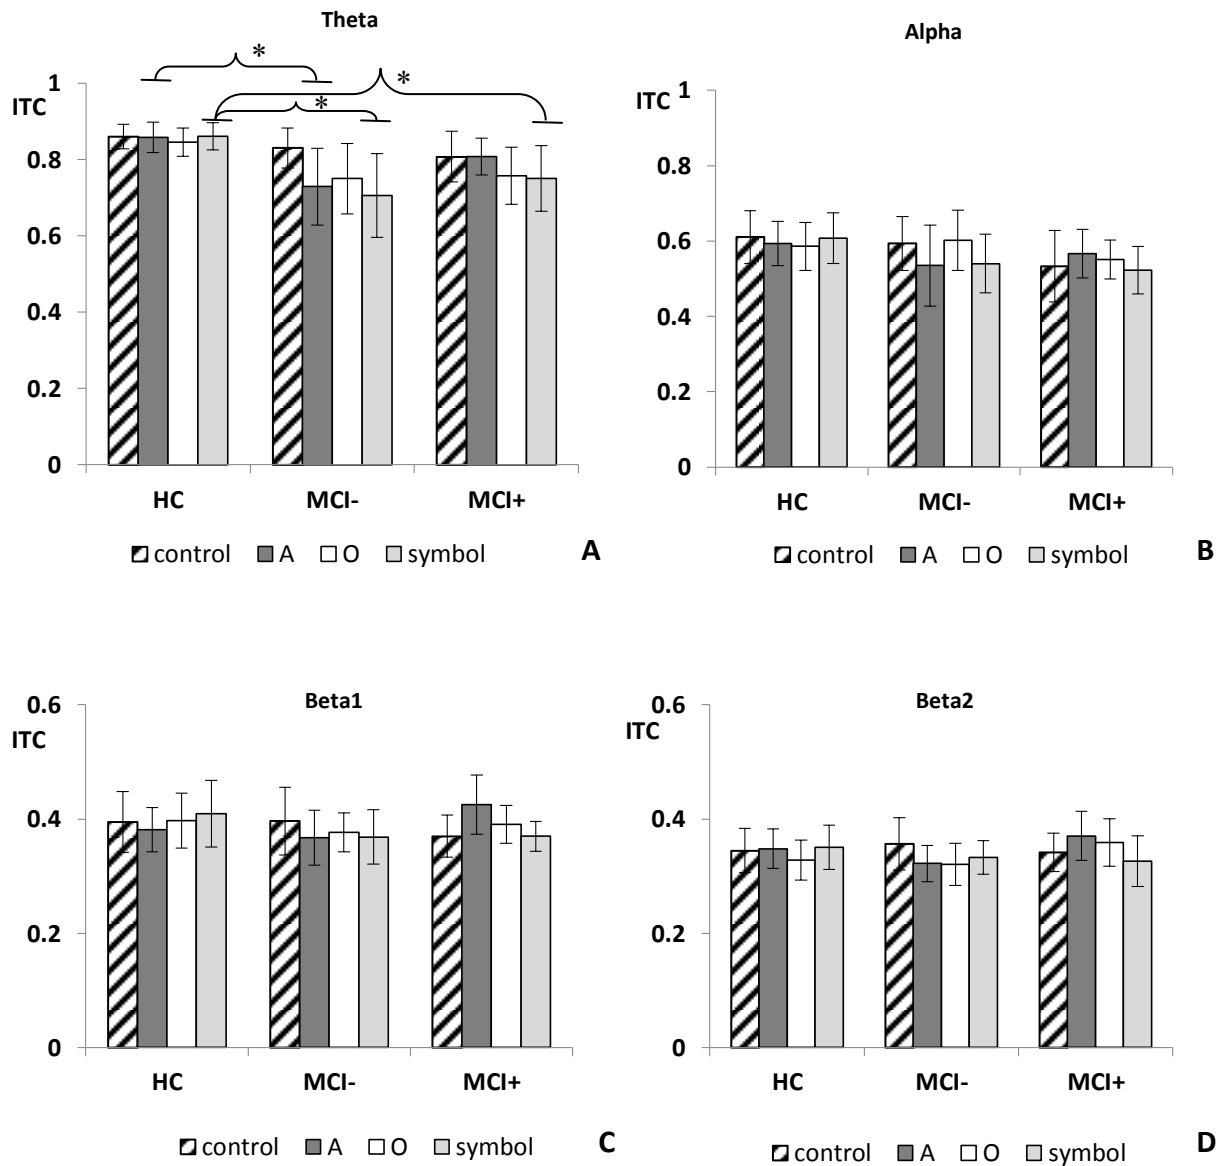 Theta
*
*
*
1
ITC
0.8
0.6
0.4
0.2
0
HC MCI- MCI+
control A O symbol
A
Alpha
ITC
1
0.8
0.6
0.4
0.2
0
HC MCI- MCI+
control A O symbol
B
Beta1
0.6
ITC
0.4
0.2
0
HC MCI- MCI+
control A O symbol
C
Beta2
0.6
ITC
0.4
0.2
0
HC MCI- MCI+
control A O symbol
D